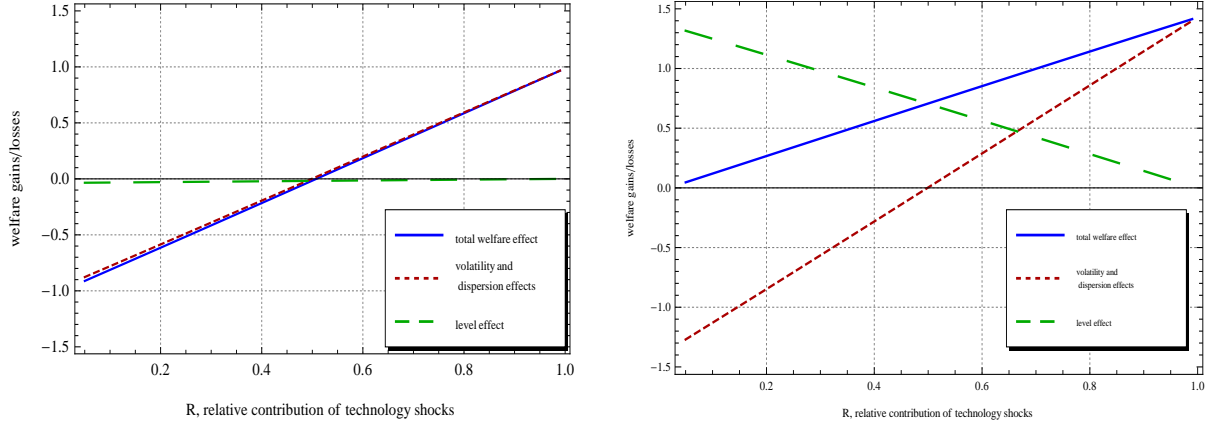 1.5
1.0
0.5
0.0
−0.5
−1.0
−1.5
welfare gains/losses
total welfare effect
volatility and
dispersion effects
level effect
0.2 0.4 0.6 0.8 1.0
R, relative contribution of technology shocks
1.5
1.0
0.5
0.0
−0.5
−1.0
−1.5
welfare gains/losses
total welfare effect
volatility and
dispersion effects
level effect
0.2 0.4 0.6 0.8 1.0
R, relative contribution of technology shocks